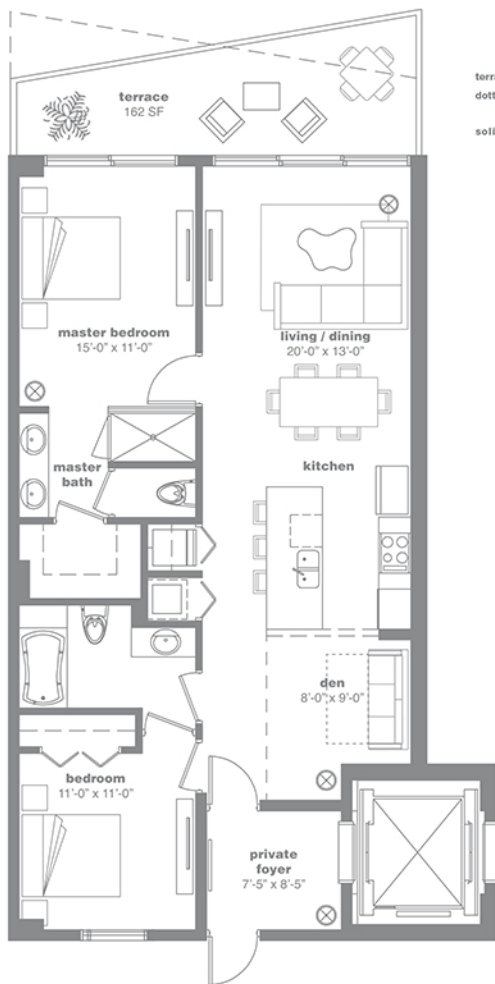 terrace
162 SF
dott
soli
master bedroom
15'-0" x 11'-0"
living / dining
20'-0" x 13'-0"
master
bath
kitchen
den
8'-0" x 9'-0"
bedroom
11'-0" x 11'-0"
private
foyer
7'-5" x 8'-5"